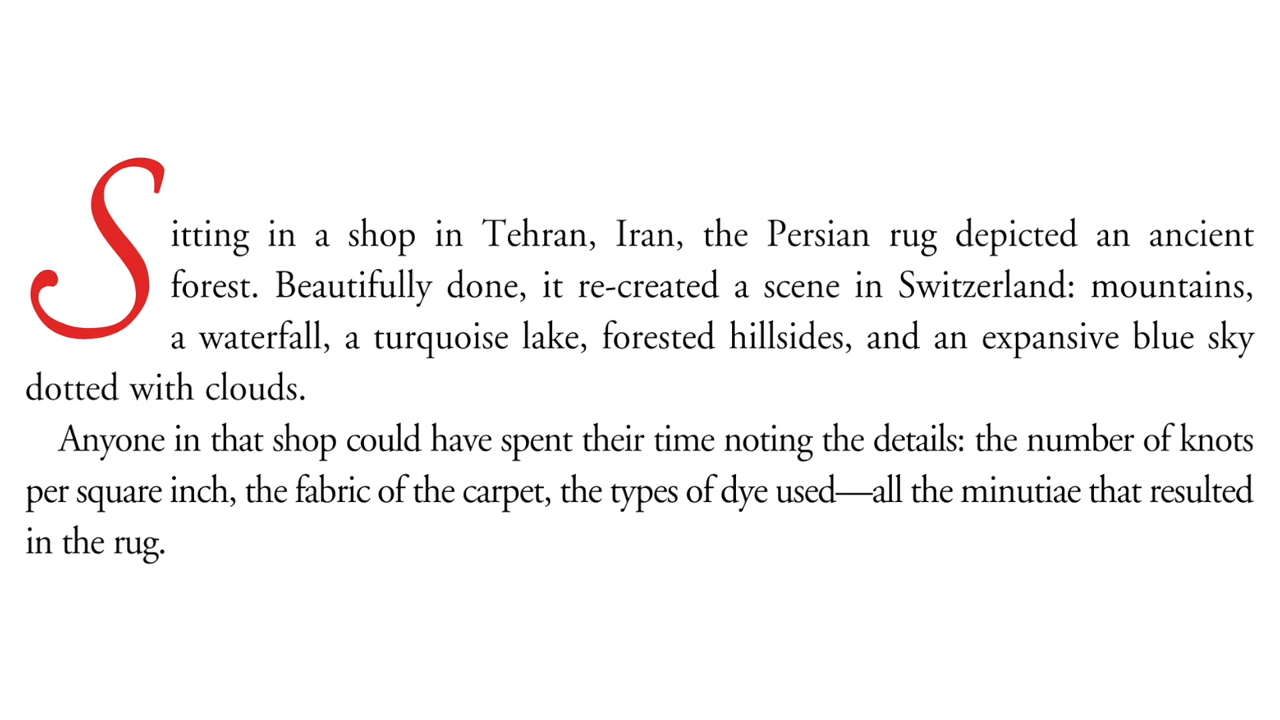 Sitting in a shop in Tehran, Iran, the Persian rug depicted an ancient
forest. Beautifully done, it re-created a scene in Switzerland: mountains,
a waterfall, a turquoise lake, forested hillsides, and an expansive blue sky
dotted with clouds.
Anyone in that shop could have spent their time noting the details: the number of knots
per square inch, the fabric of the carpet, the types of dye used—all the minutiae that resulted
in the rug.